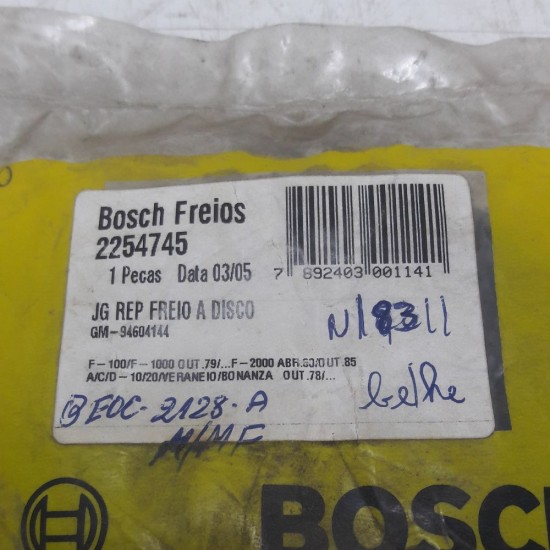 Bosch Freios
2254745
1 Pecas Data 03/05
7 892403 001141
JG REP FREIO A DISCO
GM-94604144
F-100/F-1000 OUT.79/...F-2000 ABR.80/OUT.85
A/C/D-10/20/VERANEIO/BONANZA OUT.78/...
EOC-2128-A
M/MF
BOSCH